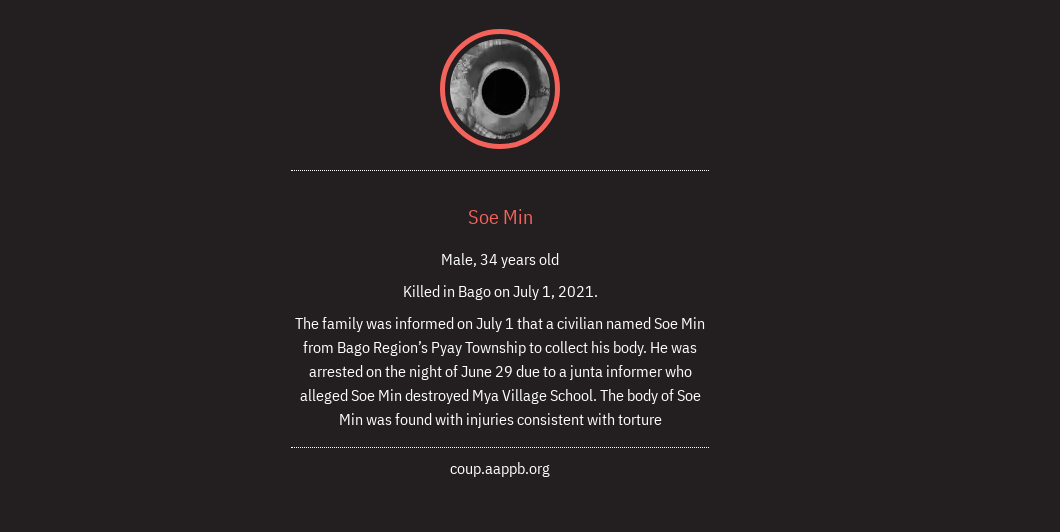 Soe Min
Male, 34 years old
Killed in Bago on July 1, 2021.
The family was informed on July 1 that a civilian named Soe Min
from Bago Region’s Pyay Township to collect his body. He was
arrested on the night of June 29 due to a junta informer who
alleged Soe Min destroyed Mya Village School. The body of Soe
Min was found with injuries consistent with torture
coup.aappb.org